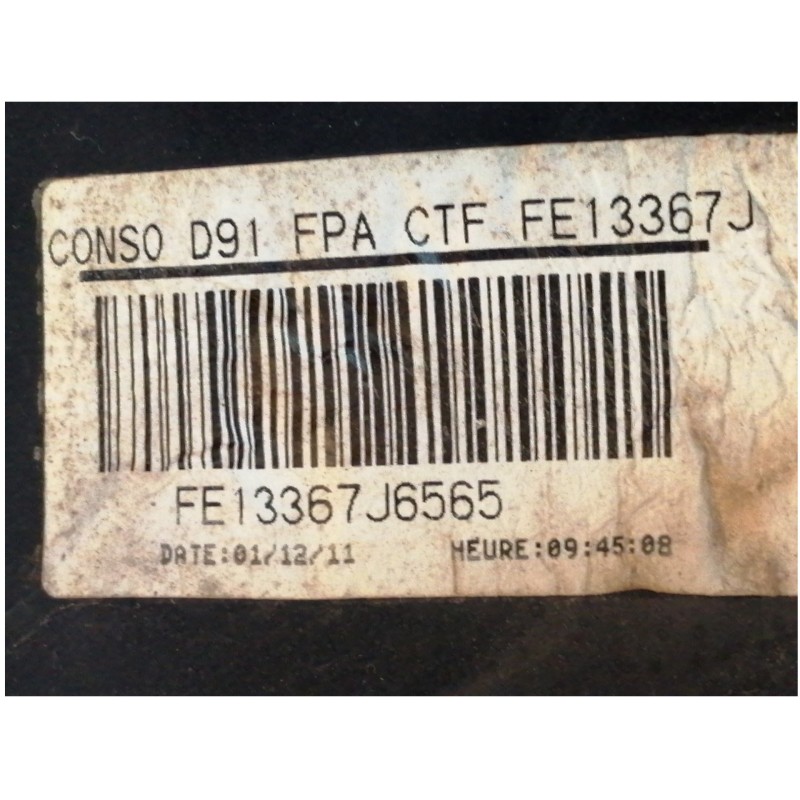 CONSO D91 FPA CTF FE13367J
FE13367J6565
DATE:01/12/11 HEURE:09:45:08